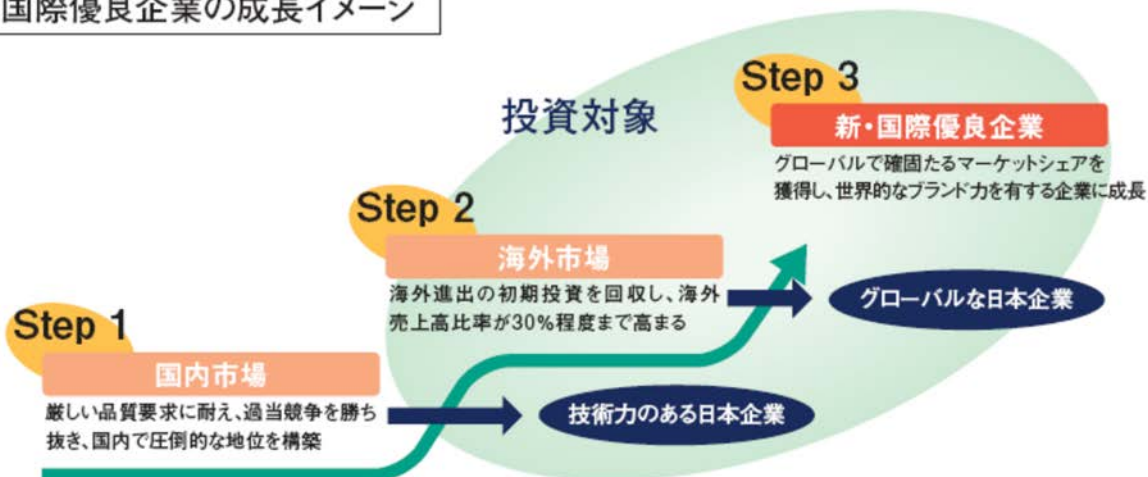 国際優良企業の成長イメージ
投資対象
Step 3
新・国際優良企業
グローバルで確固たるマーケットシェアを
獲得し、世界的なブランド力を有する企業に成長
Step 2
海外市場
海外進出の初期投資を回収し、海外
売上高比率が30%程度まで高まる
グローバルな日本企業
Step 1
国内市場
厳しい品質要求に耐え、過当競争を勝ち
抜き、国内で圧倒的な地位を構築
技術力のある日本企業